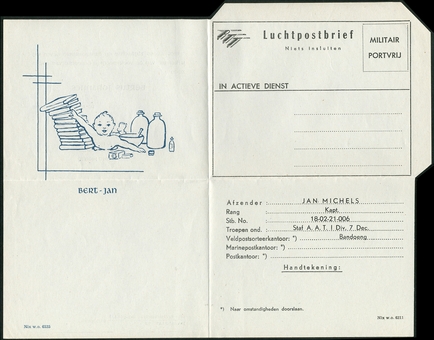 Luchtpostbrief
Niets insluiten
MILITAIR
PORTVRIJ
IN ACTIEVE DIENST
BERT-JAN
Afzender : JAN MICHELS
Rang : Kapt.
Stb. No. : 18-02-21-006
Troepen ond. : Staf A. A. T. I Div. 7 Dec.
Veldpostsorteerkantoor: *) Bandoeng
Marinepostkantoor: *)
Postkantoor: *)
Handtekening:
*) Naar omstandigheden doorslaan.